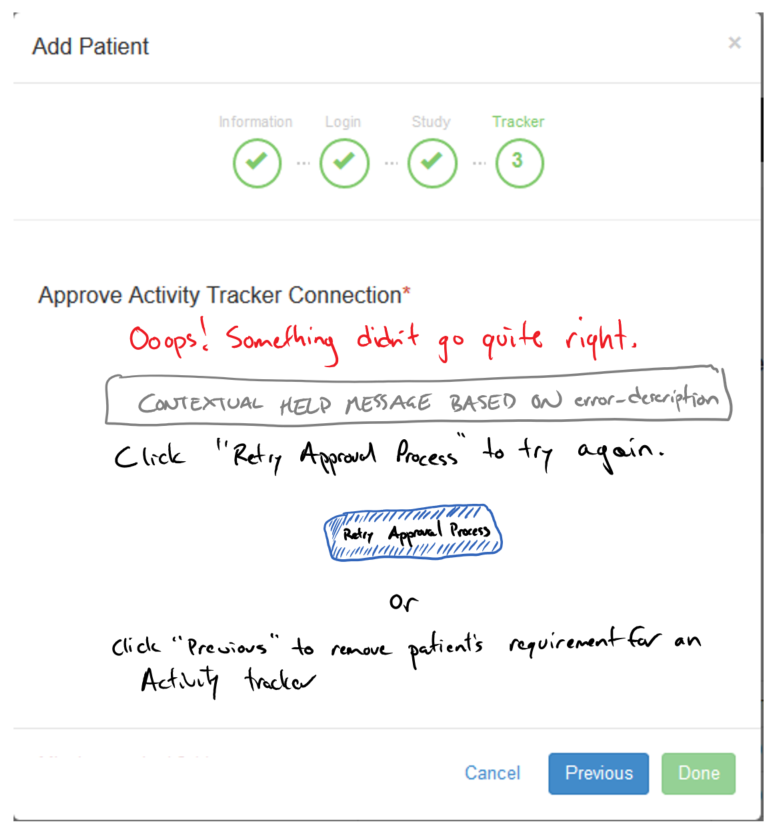 Add Patient ×
Information Login Study Tracker
3
Approve Activity Tracker Connection*
Ooops! Something didn't go quite right.
CONTEXTUAL HELP MESSAGE BASED ON error-description
Click "Retry Approval Process" to try again.
Retry Approval Process
or
Click "Previous" to remove patient's requirement for an
Activity tracker
Cancel Previous Done